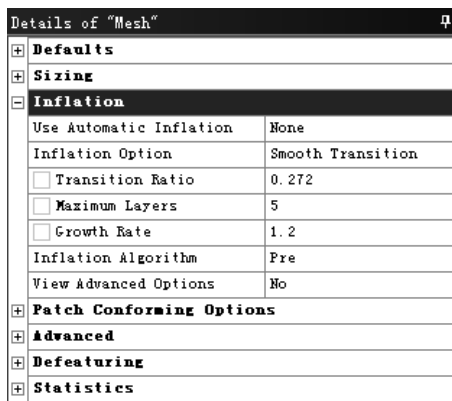 Details of "Mesh"
Defaults
Sizing
Inflation
Use Automatic Inflation None
Inflation Option Smooth Transition
Transition Ratio 0.272
Maximum Layers 5
Growth Rate 1.2
Inflation Algorithm Pre
View Advanced Options No
Patch Conforming Options
Advanced
Defeaturing
Statistics